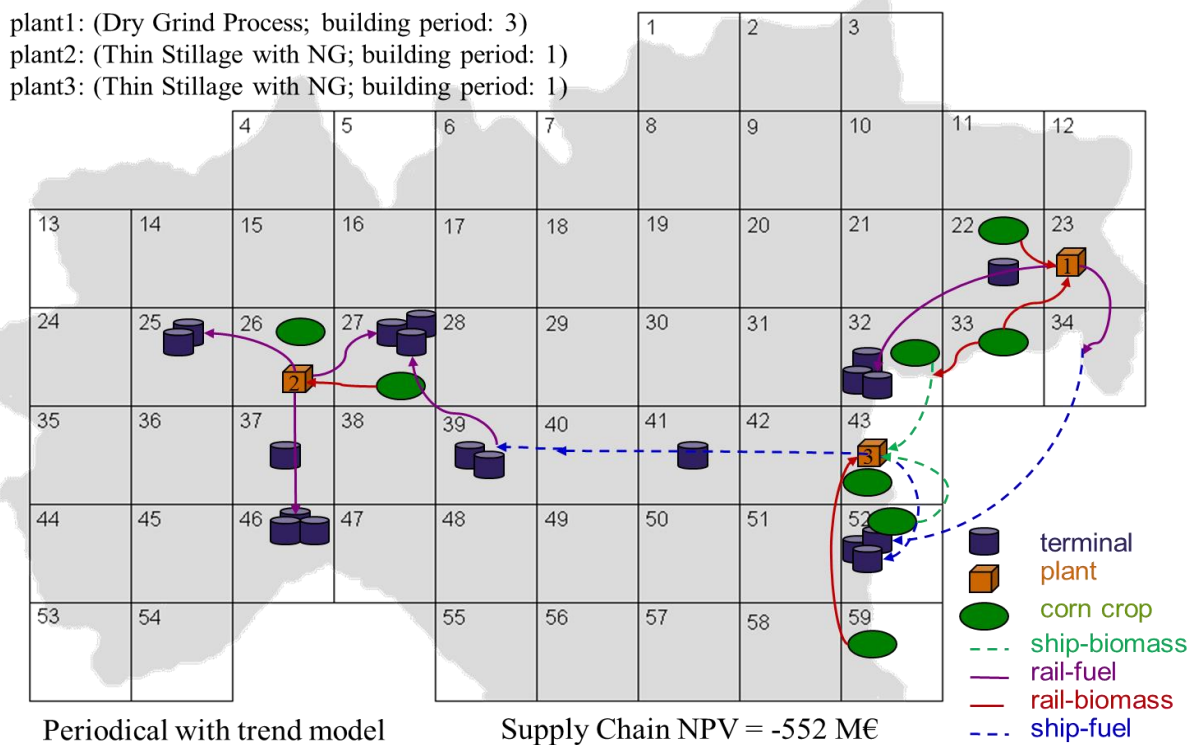 plant1: (Dry Grind Process; building period: 3)
plant2: (Thin Stillage with NG; building period: 1)
plant3: (Thin Stillage with NG; building period: 1)
1 2 3
4 5 6 7 8 9 10 11 12
13 14 15 16 17 18 19 20 21 22 23
1
24 25 26 27 28 29 30 31 32 33 34
2
35 36 37 38 39 40 41 42 43
3
44 45 46 47 48 49 50 51 52
53 54 55 56 57 58 59
terminal
plant
corn crop
ship-biomass
rail-fuel
rail-biomass
ship-fuel
Periodical with trend model
Supply Chain NPV = -552 M€